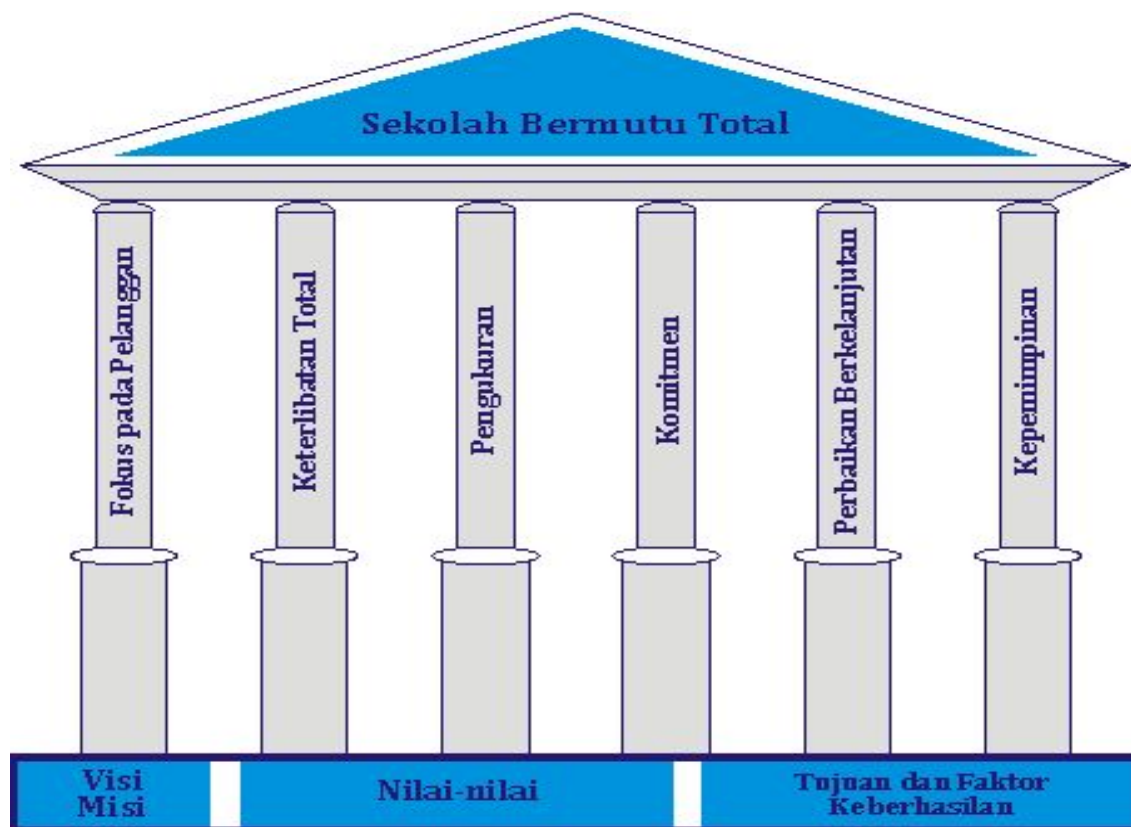 Sekolah Bermutu Total
Fokus pada Pelanggan
Keterlibatan Total
Pengukuran
Komitmen
Perbaikan Berkelanjutan
Kepemimpinan
Visi
Misi
Nilai-nilai
Tujuan dan Faktor
Keberhasilan